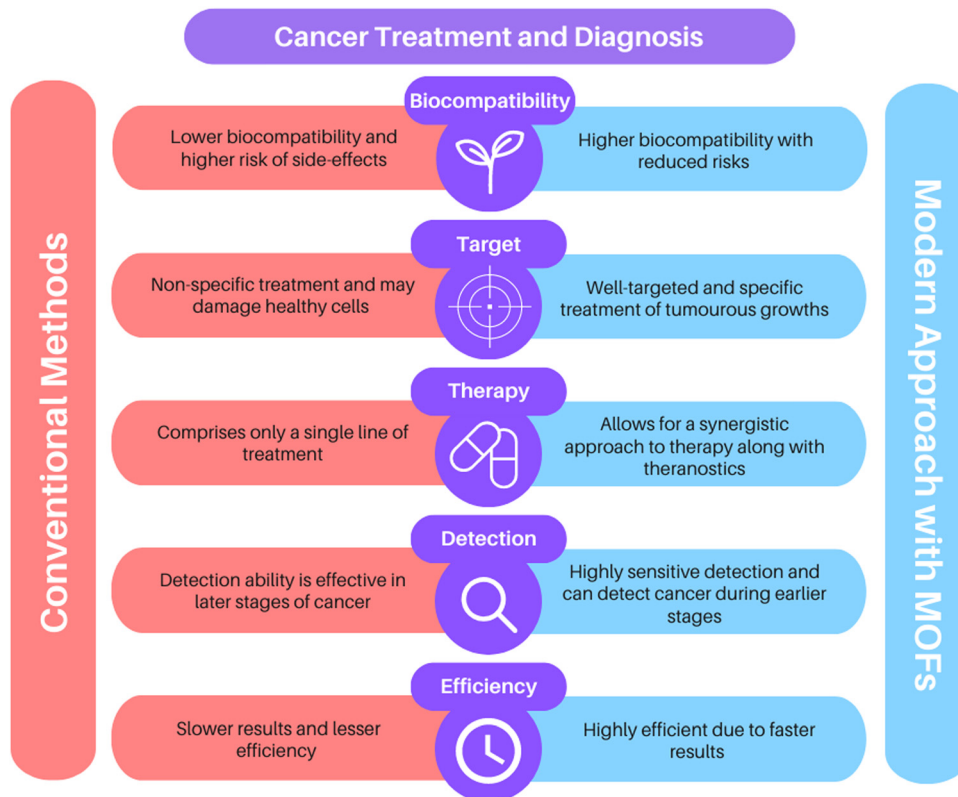 Cancer Treatment and Diagnosis
Conventional Methods
Modern Approach with MOFs
Biocompatibility
Lower biocompatibility and
higher risk of side-effects
Higher biocompatibility with
reduced risks
Target
Non-specific treatment and may
damage healthy cells
Well-targeted and specific
treatment of tumourous growths
Therapy
Comprises only a single line of
treatment
Allows for a synergistic
approach to therapy along with
theranostics
Detection
Detection ability is effective in
later stages of cancer
Highly sensitive detection and
can detect cancer during earlier
stages
Efficiency
Slower results and lesser
efficiency
Highly efficient due to faster
results